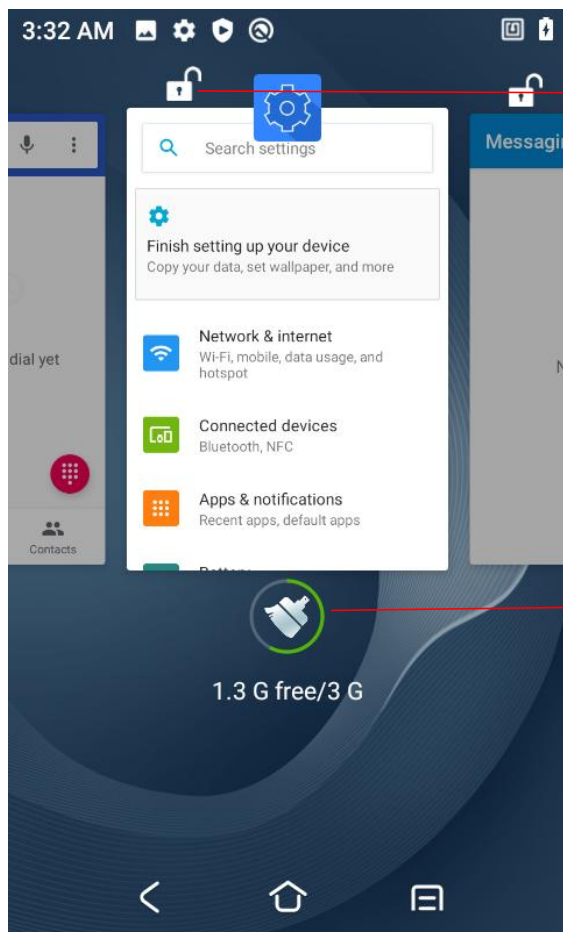 3:32 AM
Search settings
Messagin
Finish setting up your device
Copy your data, set wallpaper, and more
dial yet
Network & internet
Wi-Fi, mobile, data usage, and
hotspot
N
Connected devices
Bluetooth, NFC
Apps & notifications
Recent apps, default apps
Contacts
Battery
1.3 G free/3 G